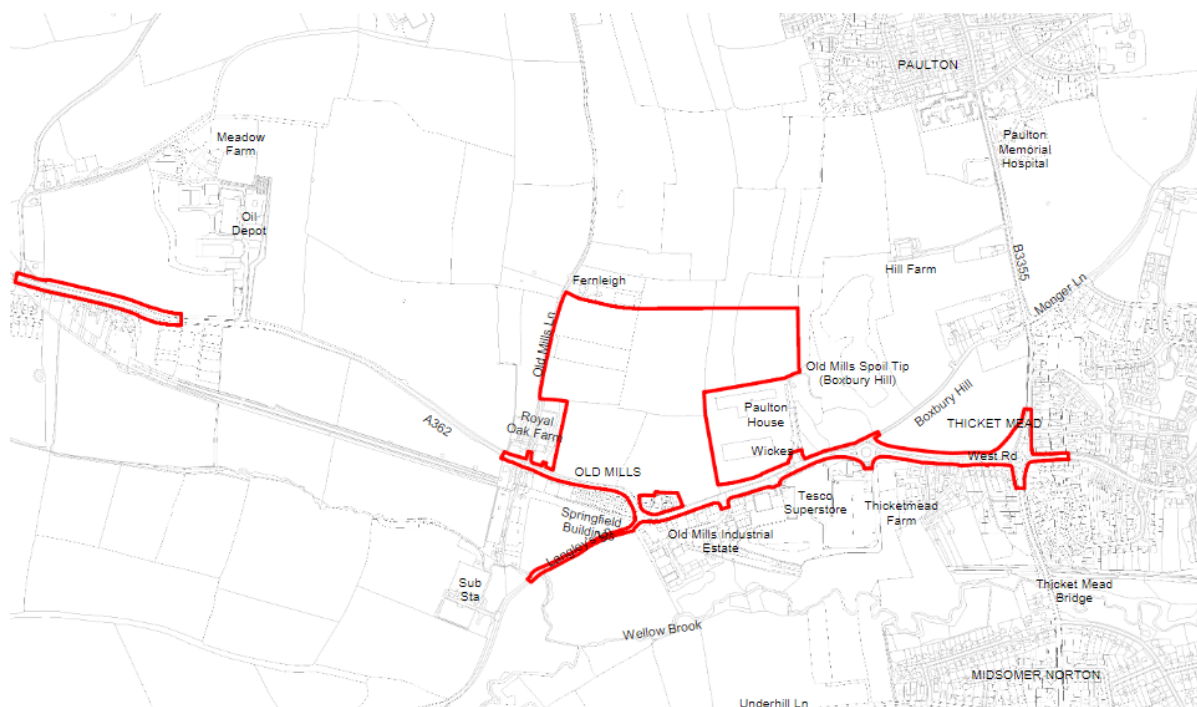 PAULTON
Meadow
Farm
Paulton
Memorial
Hospital
Oil
Depot
B3355
Hill Farm
Fernleigh
Monger Ln
Old Mills Ln
Old Mills Spoil Tip
(Boxbury Hill)
Boxbury Hill
Paulton
House
A362
Royal
Oak Farm
THICKET MEAD
Wickes
West Rd
OLD MILLS
Tesco
Superstore
Thicketmead
Farm
Springfield
Buildings
Langley's Ln
Old Mills Industrial
Estate
Sub
Sta
Thicket Mead
Bridge
Wellow Brook
MIDSOMER NORTON
Underhill Ln